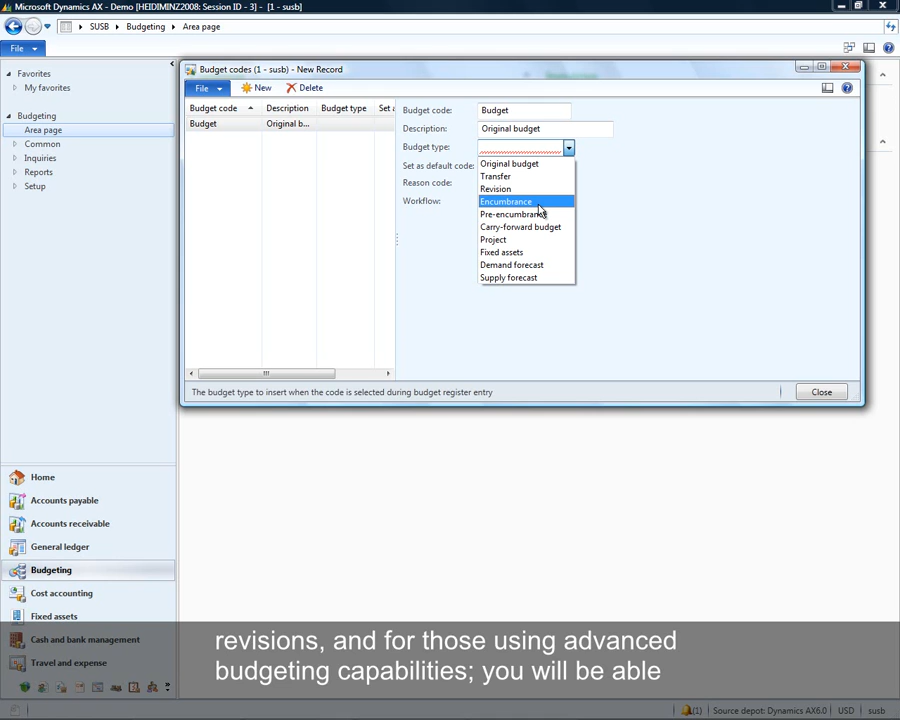 Microsoft Dynamics AX - Demo [HEIDIMINZ2008: Session ID - 3] - [1 - susb]
SUSB ▸ Budgeting ▸ Area page
File
Favorites
My favorites
Budgeting
Area page
Common
Inquiries
Reports
Setup
Budget codes (1 - susb) - New Record
File New Delete
Budget code Description Budget type Set a
Budget Original b...
Budget code: Budget
Description: Original budget
Budget type:
Set as default code:
Reason code:
Workflow:
Original budget
Transfer
Revision
Encumbrance
Pre-encumbrance
Carry-forward budget
Project
Fixed assets
Demand forecast
Supply forecast
The budget type to insert when the code is selected during budget register entry
Close
Home
Accounts payable
Accounts receivable
General ledger
Budgeting
Cost accounting
Fixed assets
Cash and bank management
Travel and expense
revisions, and for those using advanced
budgeting capabilities; you will be able
(1) Source depot: Dynamics AX6.0 USD susb